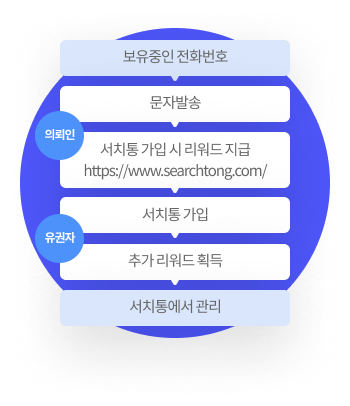 보유중인 전화번호
문자발송
의뢰인
서치통 가입 시 리워드 지급
https://www.searchtong.com/
서치통 가입
유권자
추가 리워드 획득
서치통에서 관리